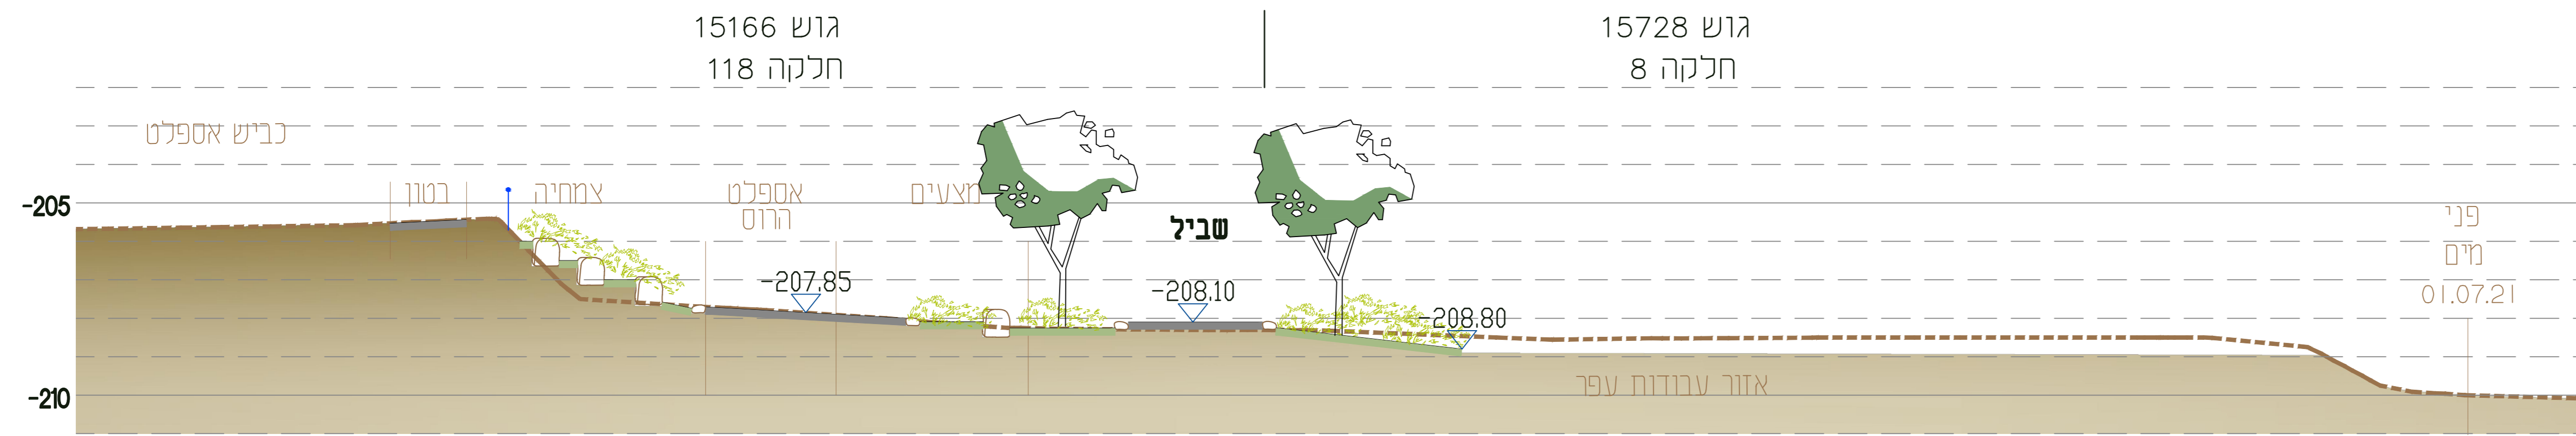 גוש 15166
חלקה 118
גוש 15728
חלקה 8
כביש אספלט
בטון
צמחיה
אספלט
הרוס
מצעים
שביל
-205
פני
מים
01.07.21
-207.85
-208.10
-208.80
-210
אזור עבודות עפר